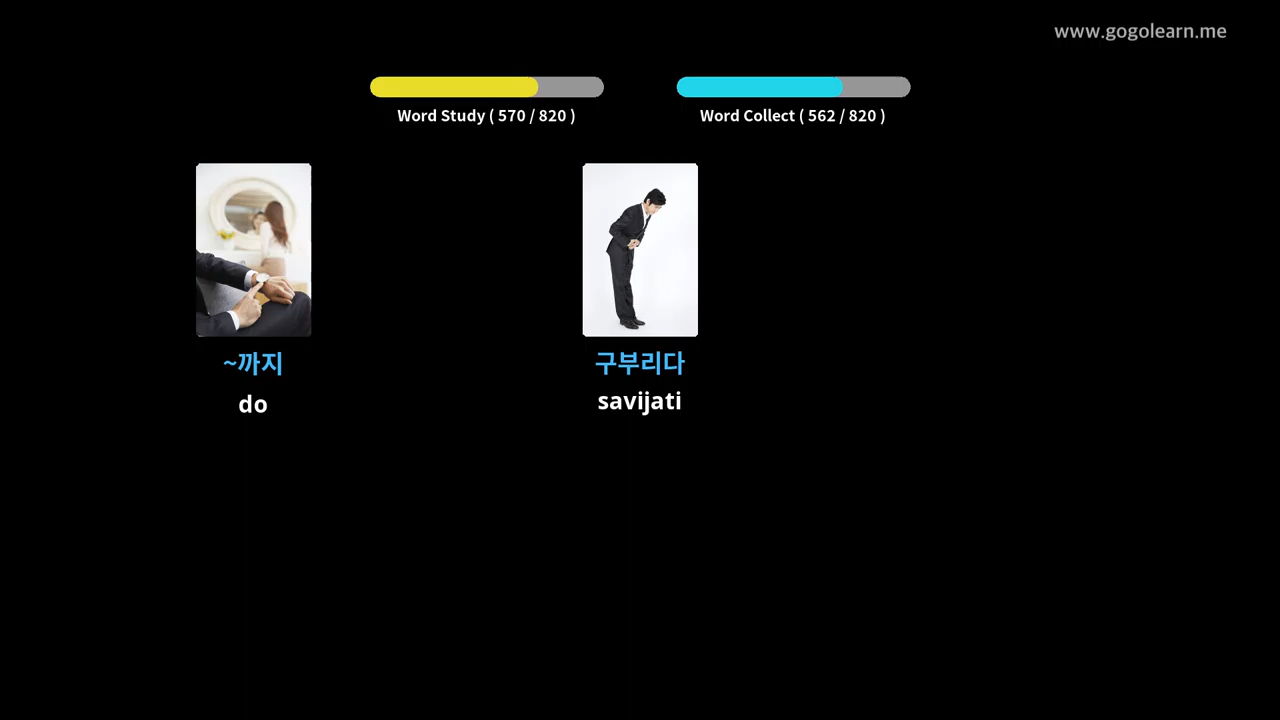 www.gogolearn.me
Word Study ( 570 / 820 )
Word Collect ( 562 / 820 )
~까지
do
구부리다
savijati